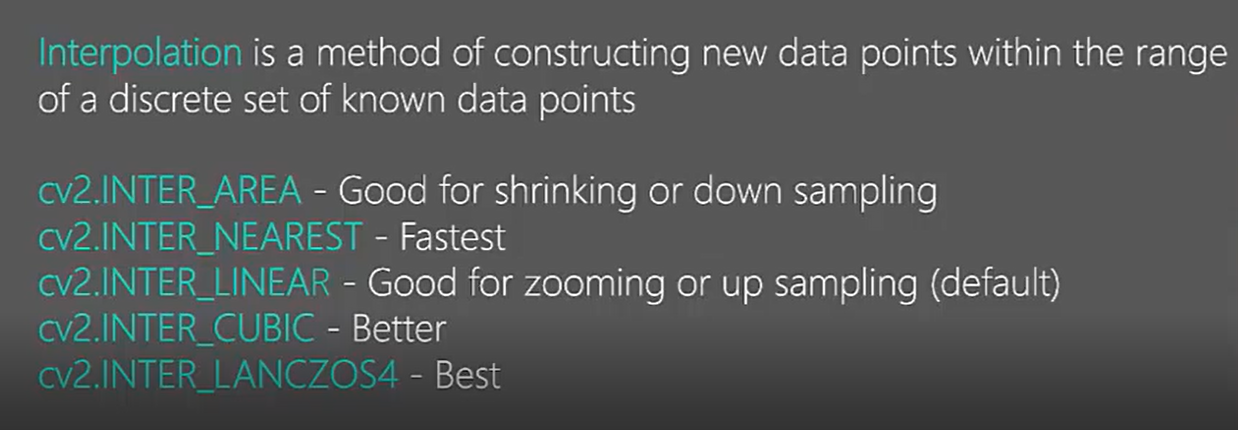 Interpolation is a method of constructing new data points within the range
of a discrete set of known data points
cv2.INTER_AREA - Good for shrinking or down sampling
cv2.INTER_NEAREST - Fastest
cv2.INTER_LINEAR - Good for zooming or up sampling (default)
cv2.INTER_CUBIC - Better
cv2.INTER_LANCZOS4 - Best